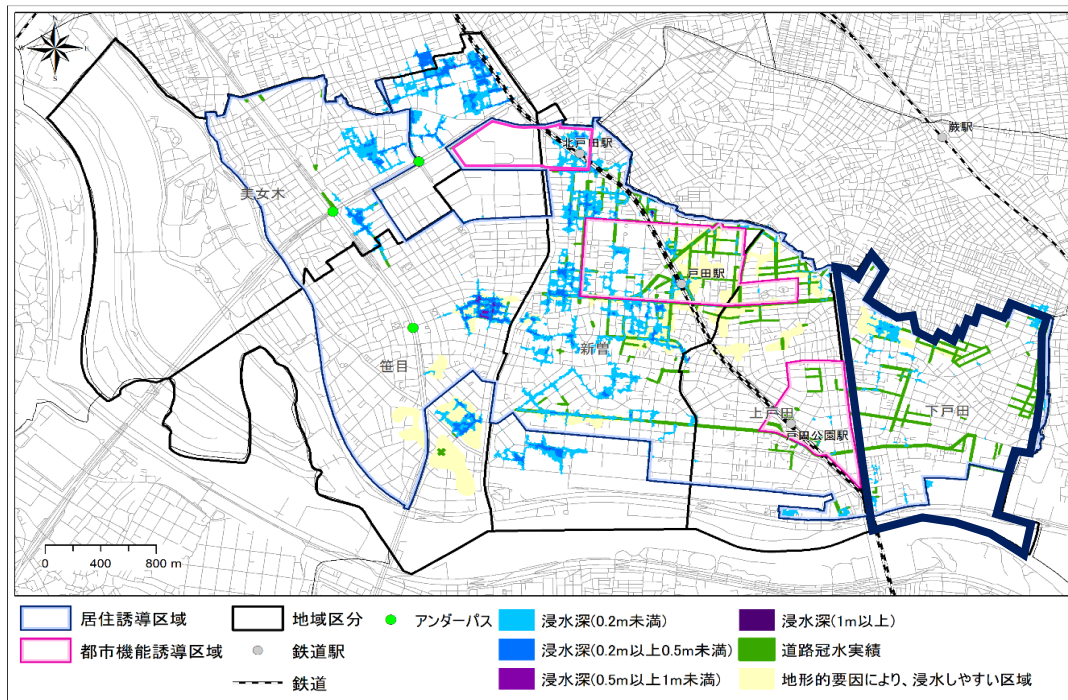 N
W
E
S
蕨駅
北戸田駅
美女木
戸田駅
新曽
笹目
上戸田
下戸田
戸田公園駅
0 400 800 m
居住誘導区域
地域区分
アンダーパス
浸水深(0.2m未満)
浸水深(1m以上)
都市機能誘導区域
鉄道駅
浸水深(0.2m以上0.5m未満)
道路冠水実績
鉄道
浸水深(0.5m以上1m未満)
地形的要因により、浸水しやすい区域